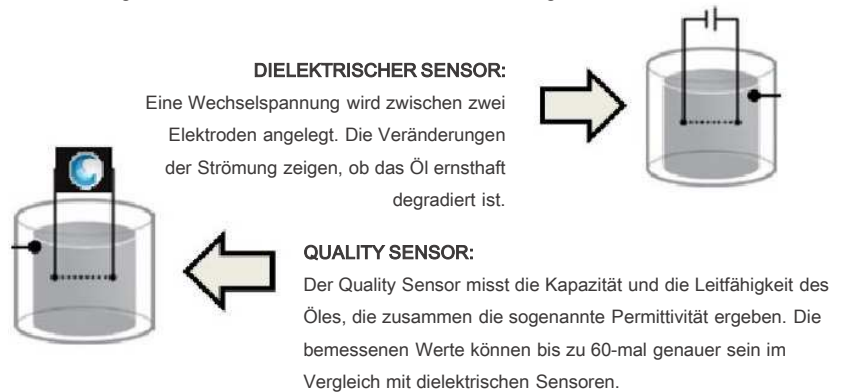 DIELEKTRISCHER SENSOR:
Eine Wechselspannung wird zwischen zwei
Elektroden angelegt. Die Veränderungen
der Strömung zeigen, ob das Öl ernsthaft
degradiert ist.
QUALITY SENSOR:
Der Quality Sensor misst die Kapazität und die Leitfähigkeit des
Öles, die zusammen die sogenannte Permittivität ergeben. Die
bemessenen Werte können bis zu 60-mal genauer sein im
Vergleich mit dielektrischen Sensoren.